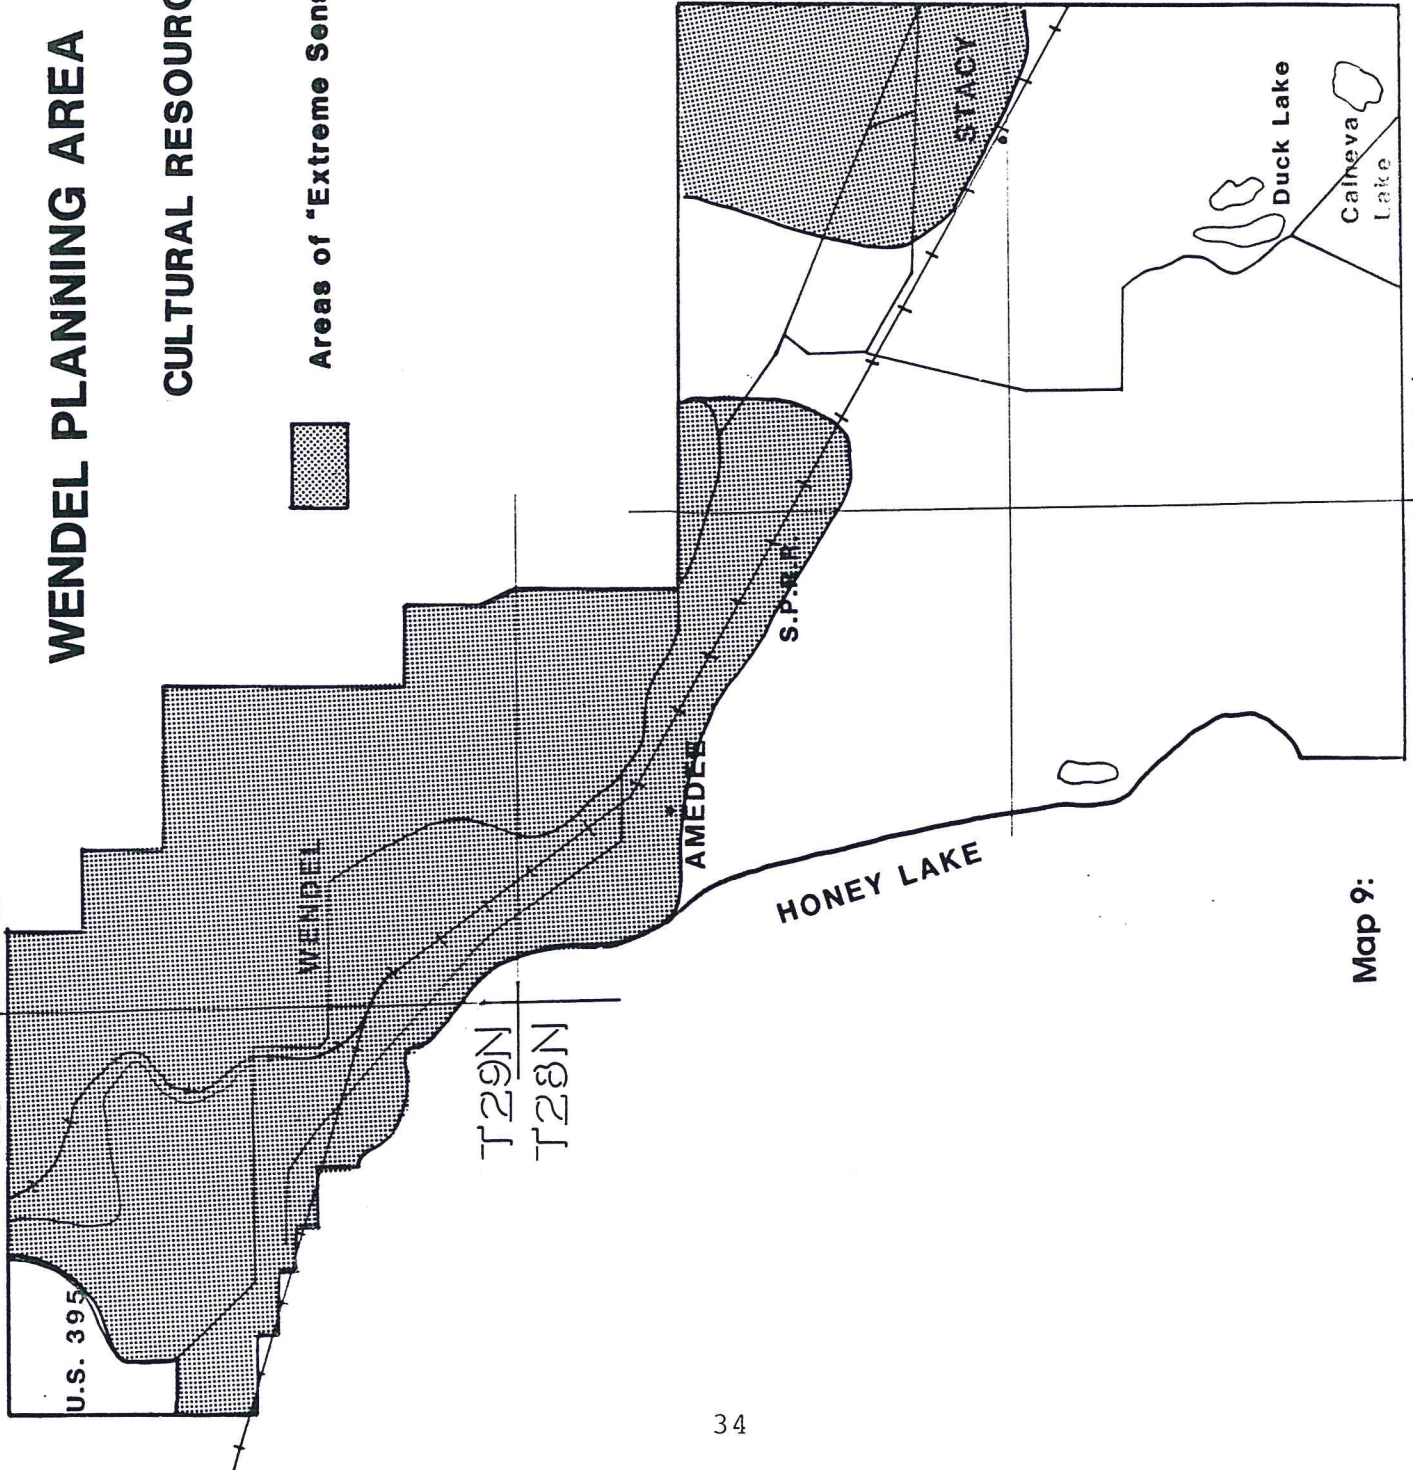 WENDEL PLANNING AREA
CULTURAL RESOURC
Areas of "Extreme Sens
U.S. 395
WENDEL
T29N
T28N
AMEDEE
S.P.R.R.
STACY
HONEY LAKE
Duck Lake
Calneva
Lake
Map 9:
34